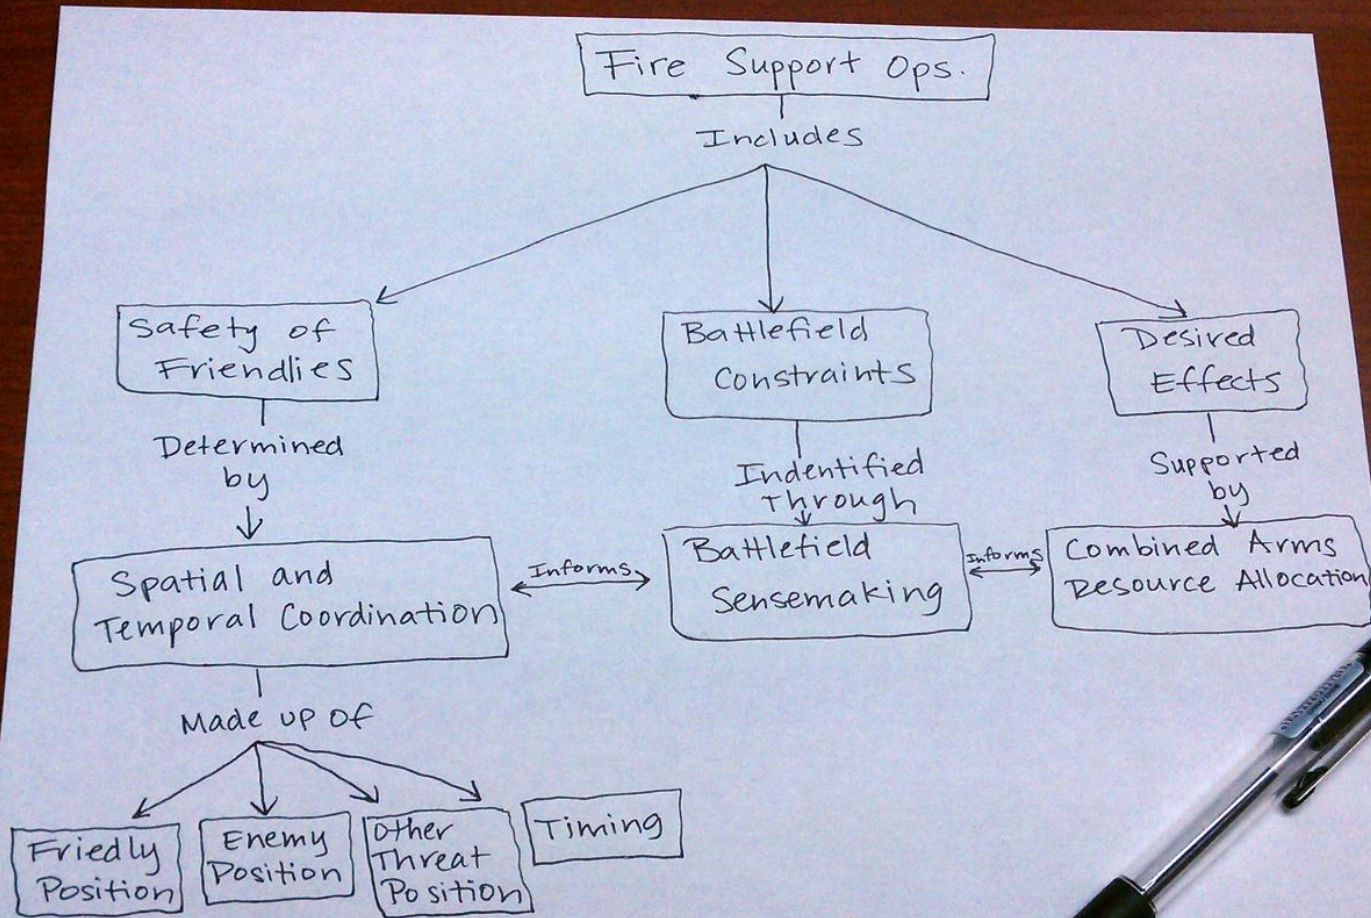 Fire Support Ops.
Includes
Safety of
Friendlies
Battlefield
Constraints
Desired
Effects
Determined
by
Indentified
Through
Supported
by
Spatial and
Temporal Coordination
Informs
Battlefield
Sensemaking
Informs
Combined Arms
Resource Allocation
Made up of
Friedly
Position
Enemy
Position
Other
Threat
Position
Timing